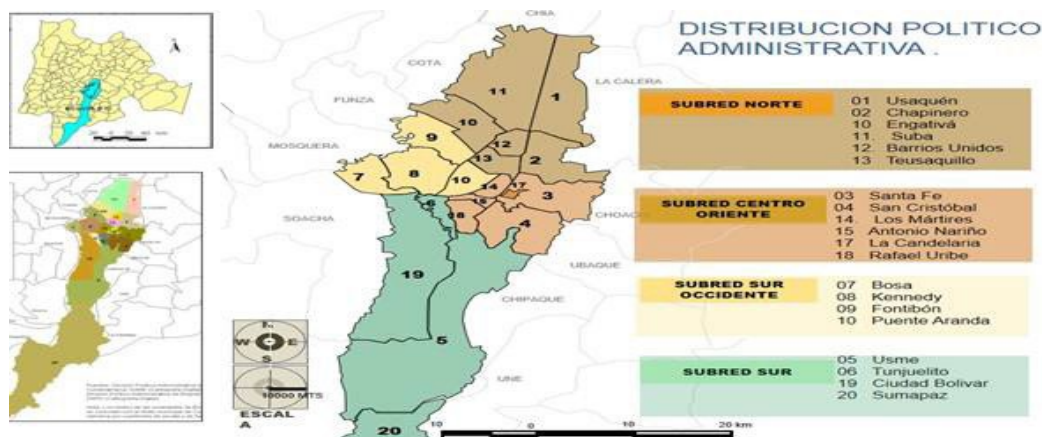 DISTRIBUCION POLITICO
ADMINISTRATIVA .
CHIA
COTA
LA CALERA
FUNZA
MOSQUERA
SOACHA
CHOACHI
UBAQUE
CHIPAQUE
UNE
11
1
10
9
12
13
2
7
8
10
14
17
3
15
6
18
4
19
5
20
N
W E
S
10000 MTS
ESCAL
A
10 0 10 20 km
SUBRED NORTE
01 Usaquén
02 Chapinero
10 Engativá
11. Suba
12. Barrios Unidos
13 Teusaquillo
SUBRED CENTRO
ORIENTE
03 Santa Fe
04 San Cristóbal
14. Los Mártires
15 Antonio Nariño
17 La Candelaria
18 Rafael Uribe
SUBRED SUR
OCCIDENTE
07 Bosa
08 Kennedy
09 Fontibón
10 Puente Aranda
SUBRED SUR
05 Usme
06 Tunjuelito
19 Ciudad Bolivar
20 Sumapaz